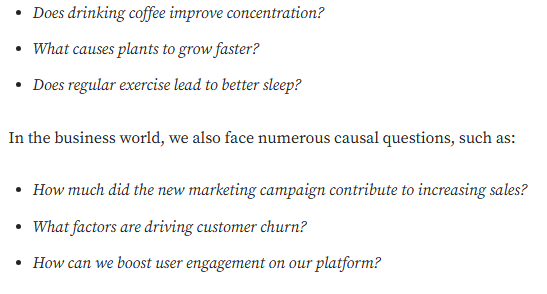 • Does drinking coffee improve concentration?
• What causes plants to grow faster?
• Does regular exercise lead to better sleep?
In the business world, we also face numerous causal questions, such as:
• How much did the new marketing campaign contribute to increasing sales?
• What factors are driving customer churn?
• How can we boost user engagement on our platform?